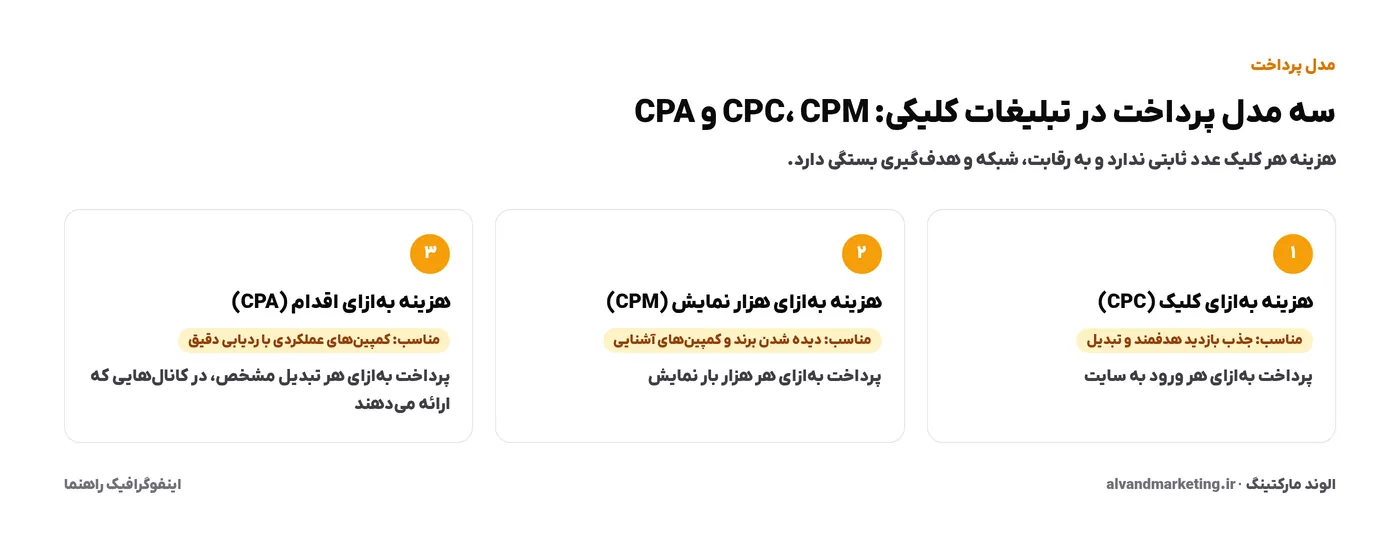 مدل پرداخت
سه مدل پرداخت در تبلیغات کلیکی: CPC، CPM و CPA
هزینه هر کلیک عدد ثابتی ندارد و به رقابت، شبکه و هدف‌گیری بستگی دارد.
۱
هزینه به‌ازای کلیک (CPC)
مناسب: جذب بازدید هدفمند و تبدیل
پرداخت به‌ازای هر ورود به سایت
۲
هزینه به‌ازای هزار نمایش (CPM)
مناسب: دیده شدن برند و کمپین‌های آشنایی
پرداخت به‌ازای هر هزار بار نمایش
۳
هزینه به‌ازای اقدام (CPA)
مناسب: کمپین‌های عملکردی با ردیابی دقیق
پرداخت به‌ازای هر تبدیل مشخص، در کانال‌هایی که
ارائه می‌دهند
الوند مارکتینگ · alvandmarketing.ir
اینفوگرافیک راهنما